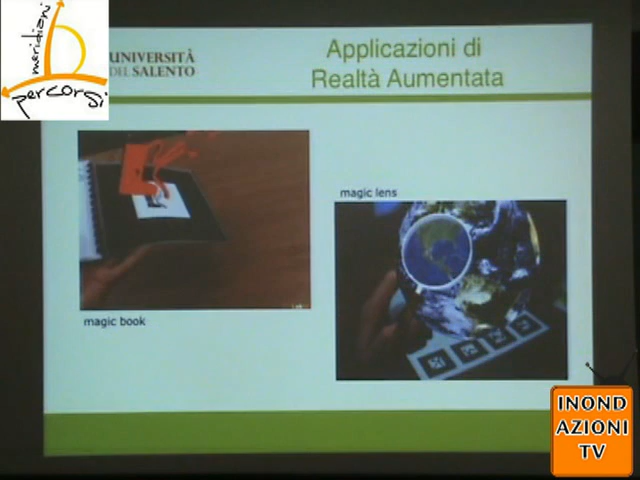 meridiani
percorsi
UNIVERSITÀ
DEL SALENTO
Applicazioni di
Realtà Aumentata
magic lens
magic book
INOND
AZIONI
TV